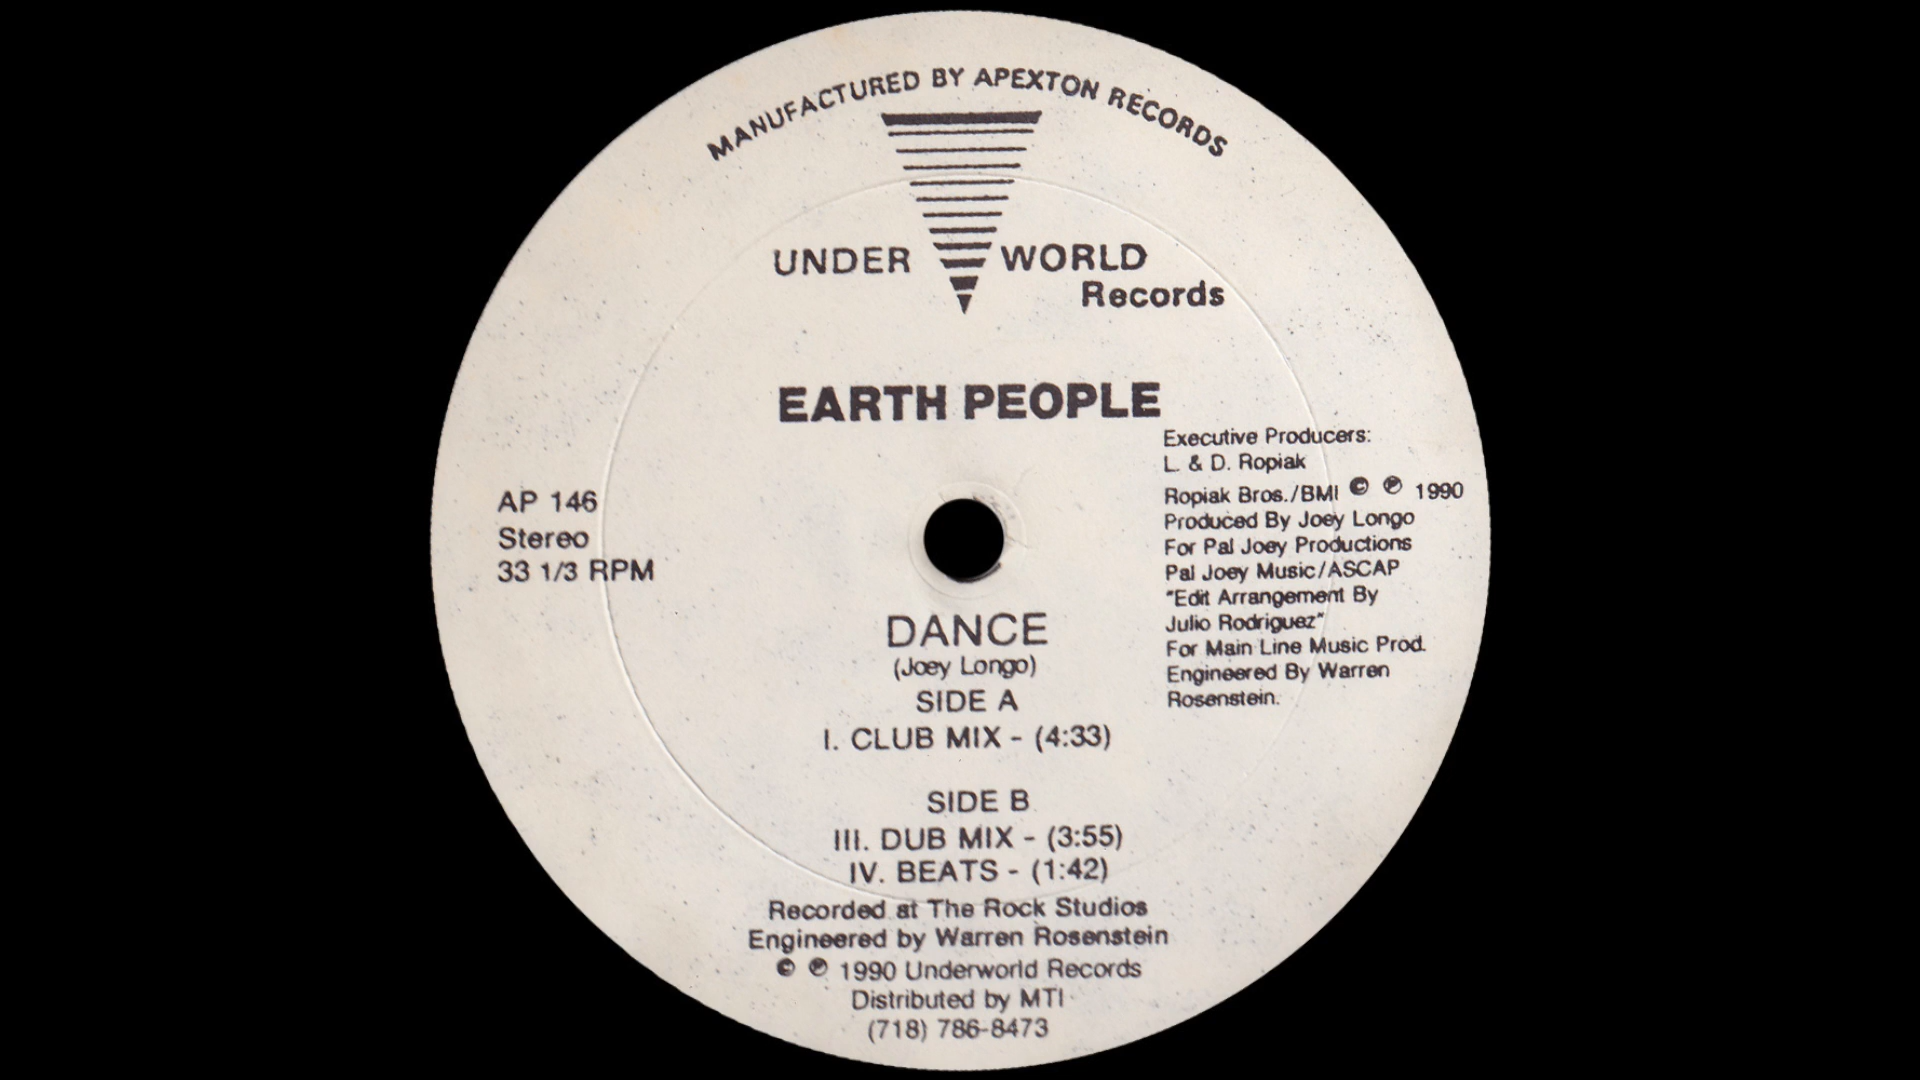 MANUFACTURED BY APEXTON RECORDS
UNDER WORLD
Records
EARTH PEOPLE
Executive Producers:
L. & D. Ropiak
Ropiak Bros./BMI © ℗ 1990
Produced By Joey Longo
For Pal Joey Productions
Pal Joey Music/ASCAP
"Edit Arrangement By
Julio Rodriguez"
For Main Line Music Prod.
Engineered By Warren
Rosenstein.
AP 146
Stereo
33 1/3 RPM
DANCE
(Joey Longo)
SIDE A
I. CLUB MIX - (4:33)
SIDE B
III. DUB MIX - (3:55)
IV. BEATS - (1:42)
Recorded at The Rock Studios
Engineered by Warren Rosenstein
© ℗ 1990 Underworld Records
Distributed by MTI
(718) 786-8473